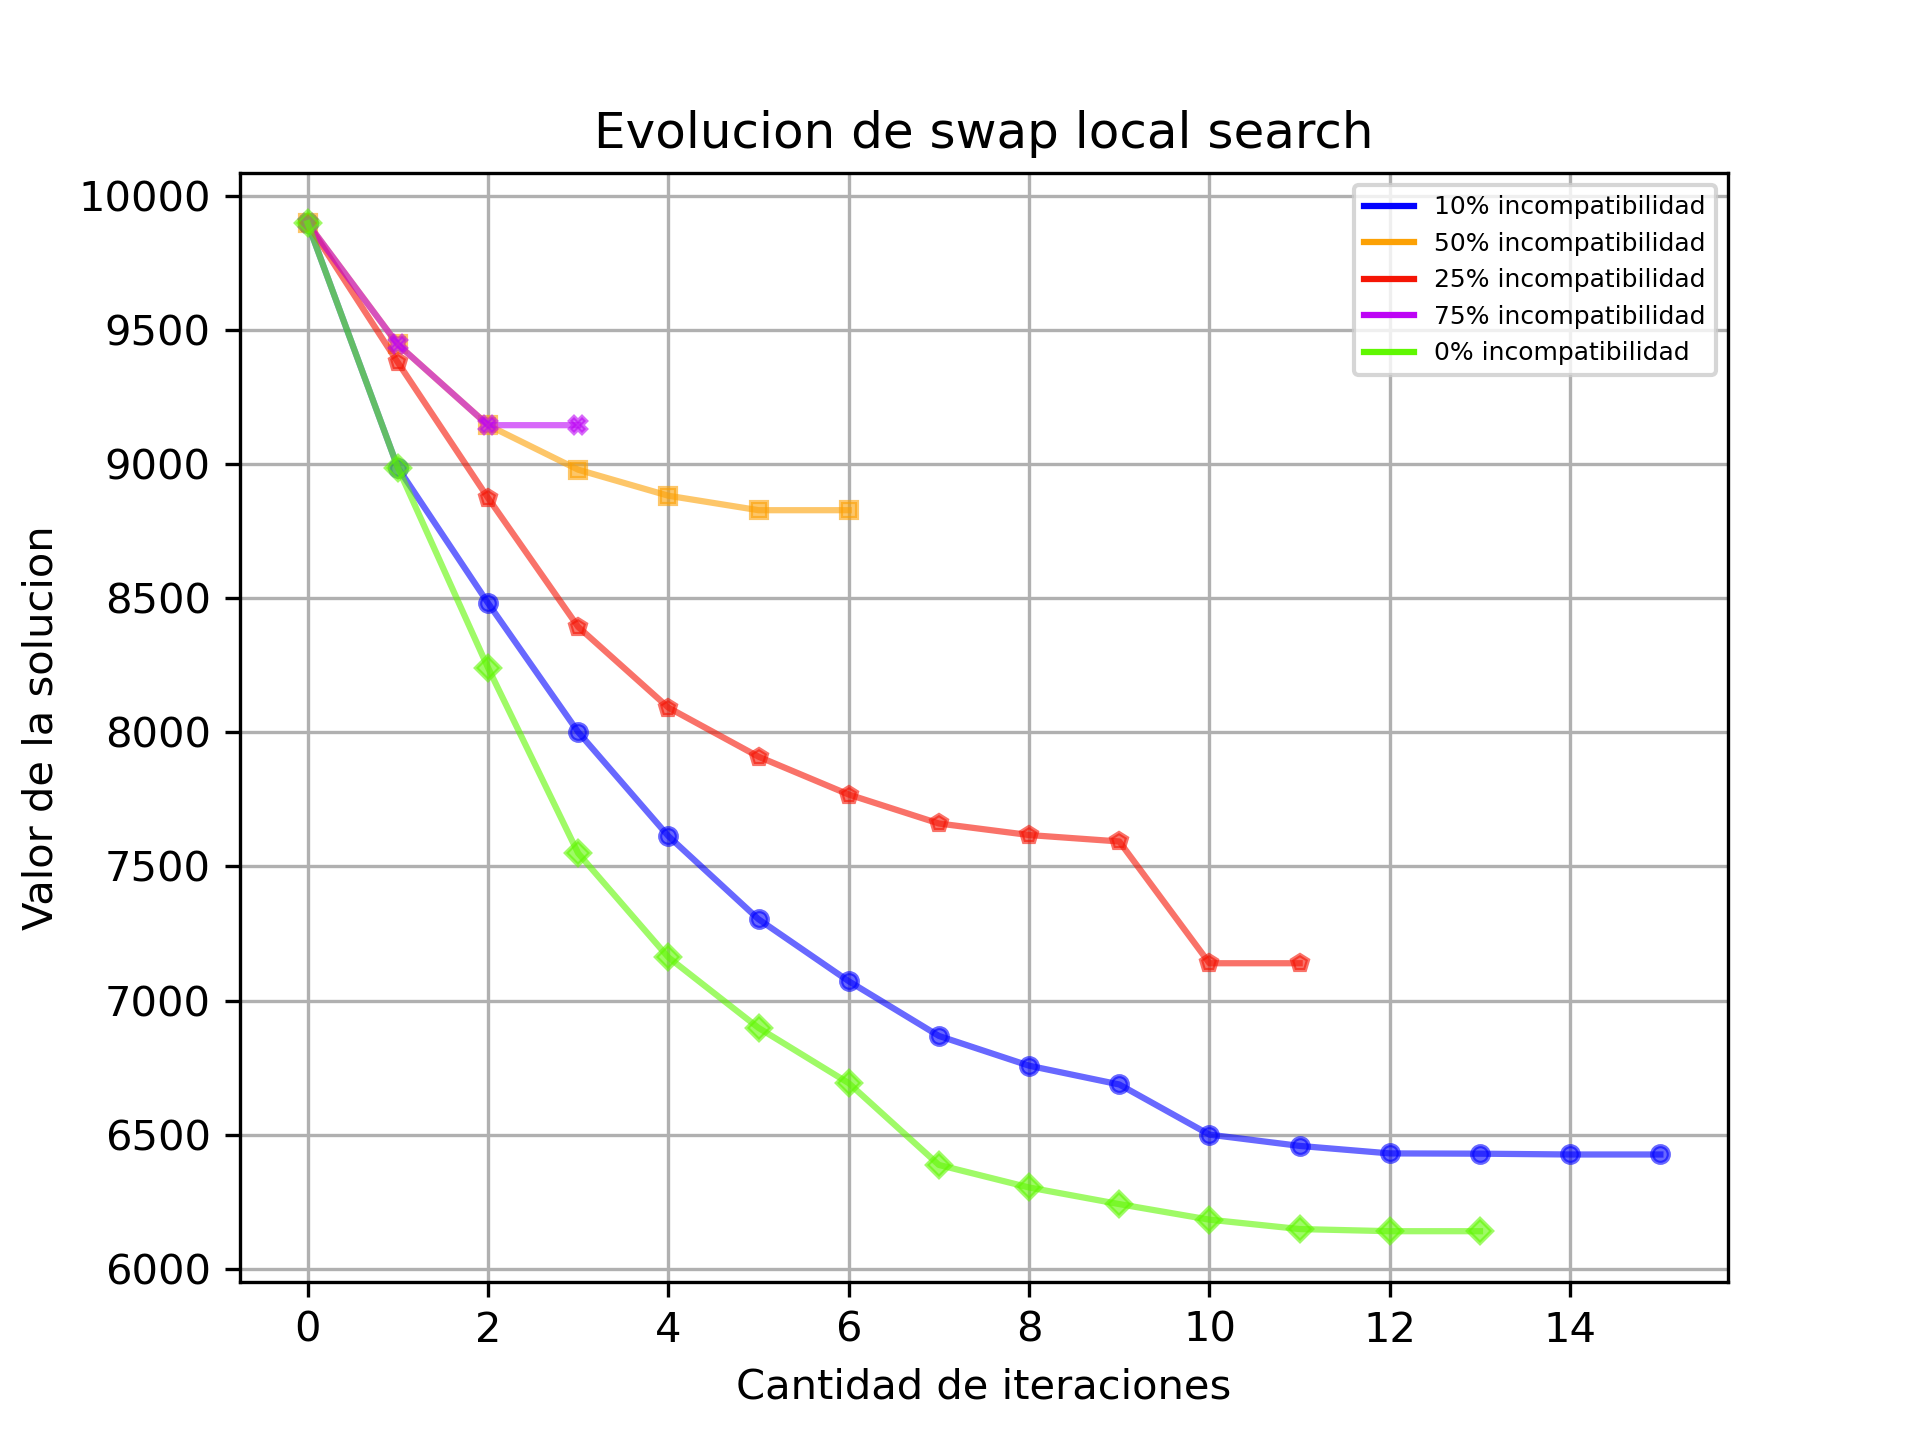 Evolucion de swap local search
10000
9500
9000
8500
8000
7500
7000
6500
6000
Valor de la solucion
10% incompatibilidad
50% incompatibilidad
25% incompatibilidad
75% incompatibilidad
0% incompatibilidad
0 2 4 6 8 10 12 14
Cantidad de iteraciones